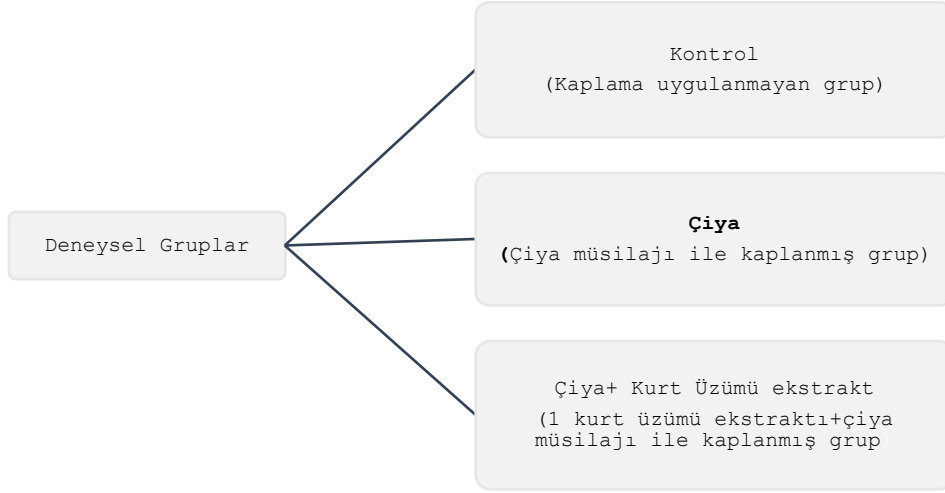 Kontrol
(Kaplama uygulanmayan grup)
Deneysel Gruplar
Çiya
(Çiya müsilajı ile kaplanmış grup)
Çiya+ Kurt Üzümü ekstrakt
(1 kurt üzümü ekstraktı+çiya
müsilajı ile kaplanmış grup)